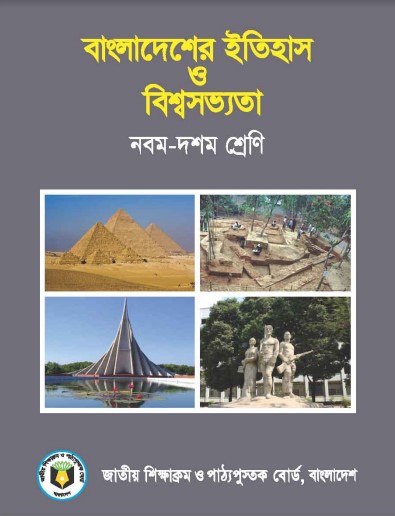 বাংলাদেশের ইতিহাস
ও
বিশ্বসভ্যতা
নবম-দশম শ্রেণি
জাতীয় শিক্ষাক্রম ও পাঠ্যপুস্তক বোর্ড, বাংলাদেশ